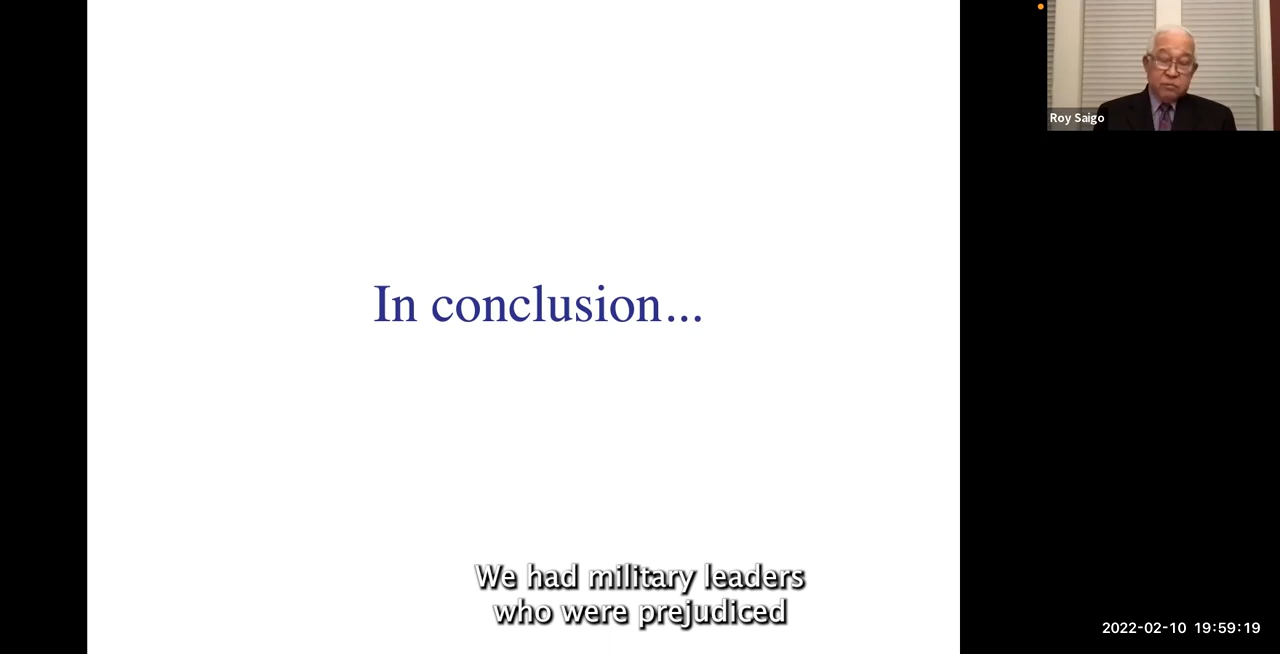 Roy Saigo
In conclusion...
We had military leaders
who were prejudiced
2022-02-10 19:59:19